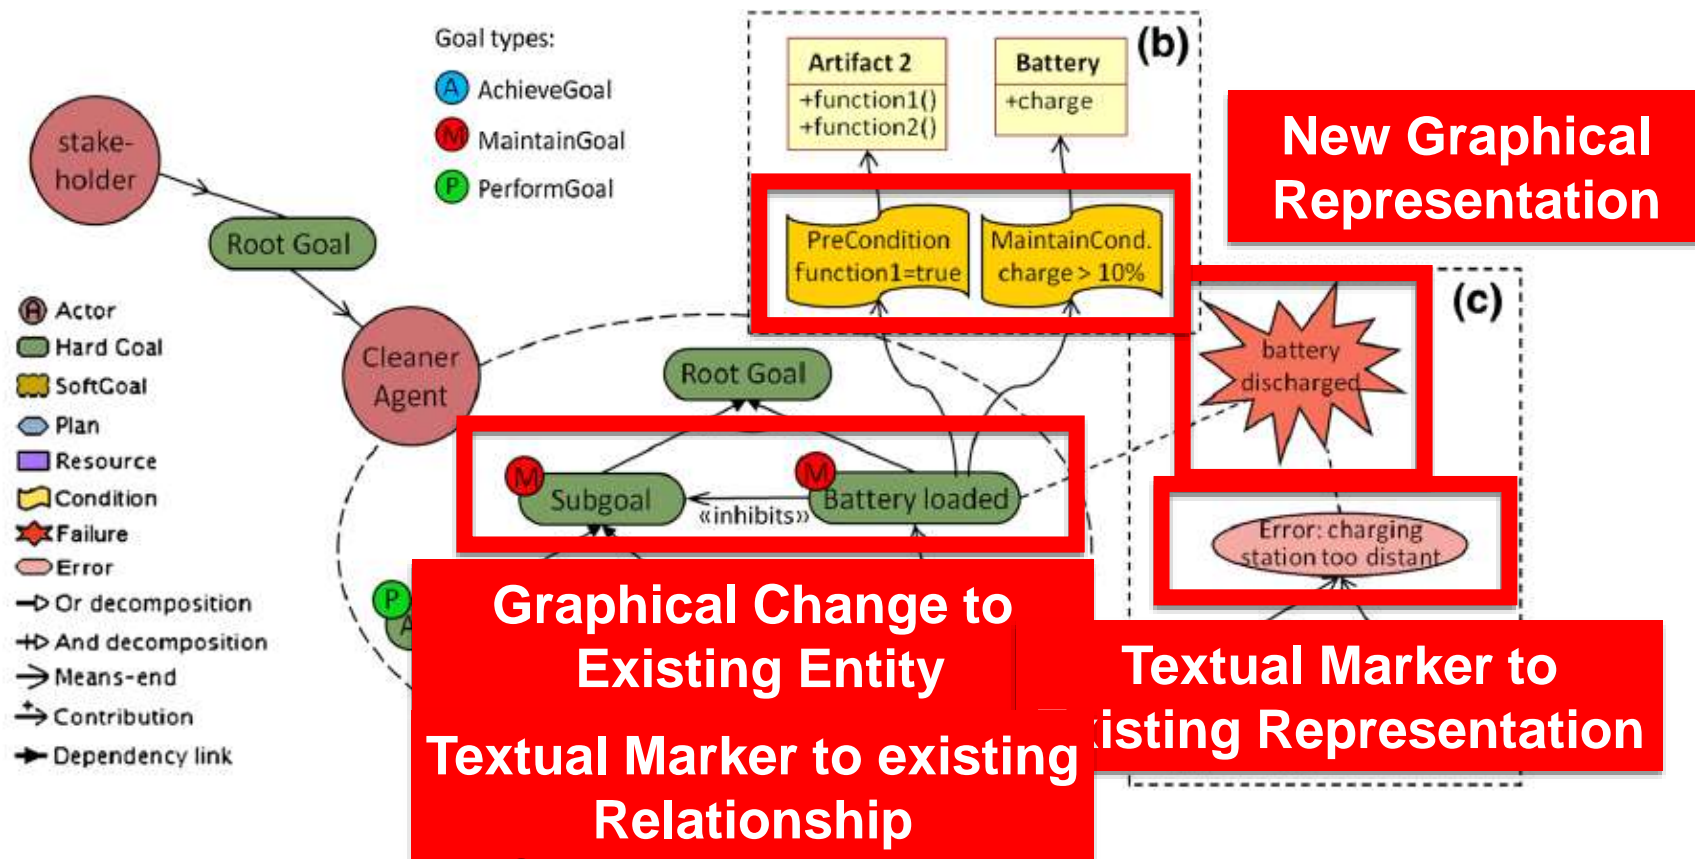 Goal types:
A AchieveGoal
M MaintainGoal
P PerformGoal
stake-
holder
Root Goal
Cleaner
Agent
A Actor
Hard Goal
SoftGoal
Plan
Resource
Condition
Failure
Error
Or decomposition
And decomposition
Means-end
+
Contribution
Dependency link
(b)
Artifact 2
+function1()
+function2()
Battery
+charge
PreCondition
function1=true
MaintainCond.
charge > 10%
New Graphical
Representation
(c)
battery
discharged
Error: charging
station too distant
Root Goal
M
Subgoal
«inhibits»
M
Battery loaded
P
A
Graphical Change to
Existing Entity
Textual Marker to existing
Relationship
Textual Marker to
xisting Representation